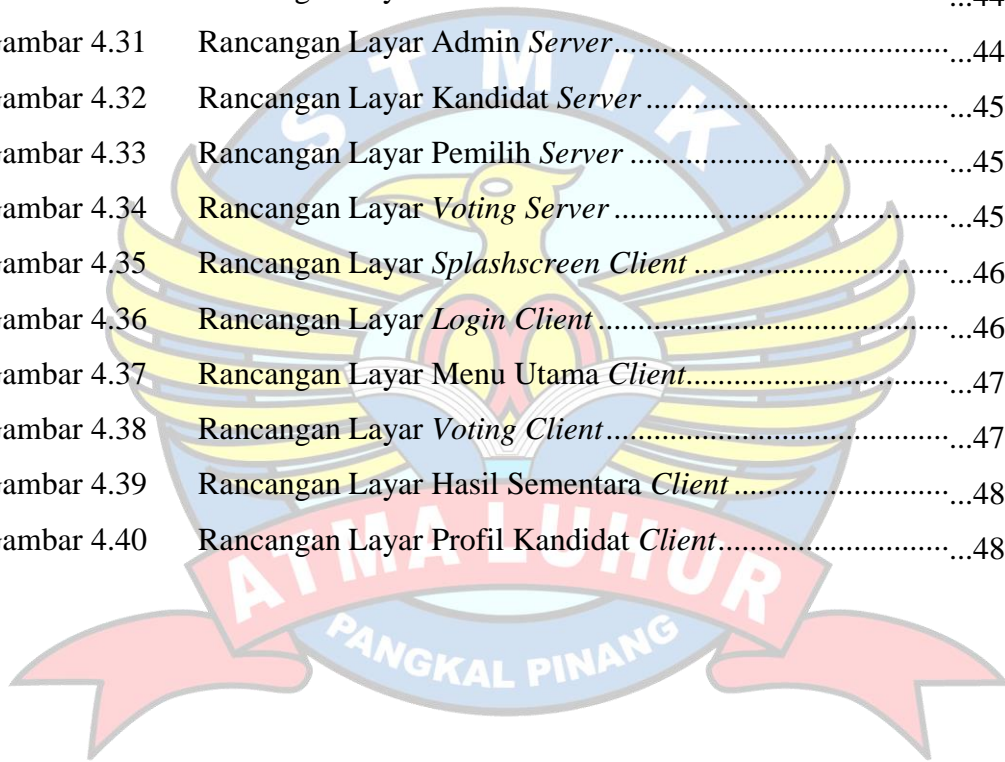 ambar 4.31 Rancangan Layar Admin Server.....................................................44
ambar 4.32 Rancangan Layar Kandidat Server................................................45
ambar 4.33 Rancangan Layar Pemilih Server...................................................45
ambar 4.34 Rancangan Layar Voting Server.....................................................45
ambar 4.35 Rancangan Layar Splashscreen Client.........................................46
ambar 4.36 Rancangan Layar Login Client........................................................46
ambar 4.37 Rancangan Layar Menu Utama Client..........................................47
ambar 4.38 Rancangan Layar Voting Client.......................................................47
ambar 4.39 Rancangan Layar Hasil Sementara Client...................................48
ambar 4.40 Rancangan Layar Profil Kandidat Client.....................................48
STMIK
ATMA LUHUR
PANGKAL PINANG